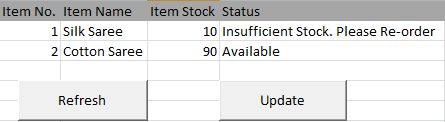 Item No. Item Name Item Stock Status
1 Silk Saree 10 Insufficient Stock. Please Re-order
2 Cotton Saree 90 Available
Refresh Update